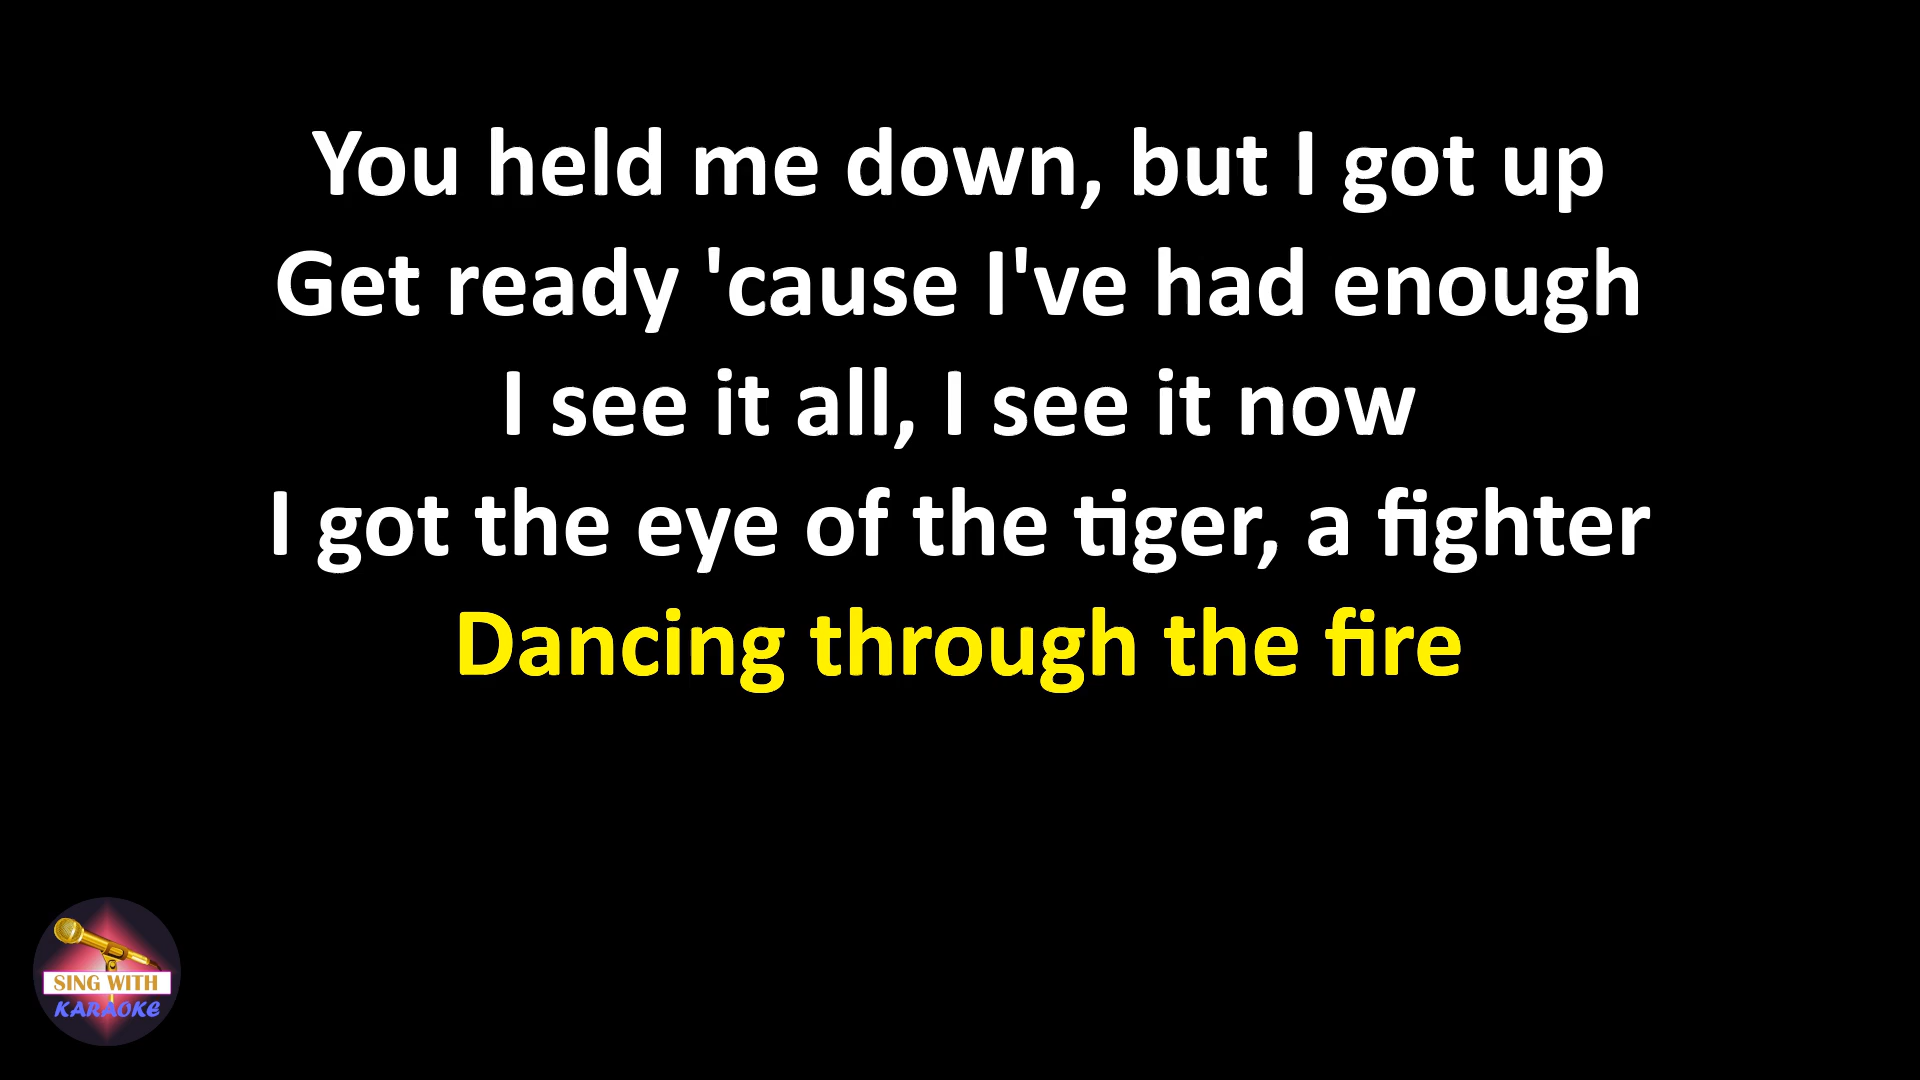 You held me down, but I got up
Get ready 'cause I've had enough
I see it all, I see it now
I got the eye of the tiger, a fighter
Dancing through the fire
SING WITH
KARAOKE